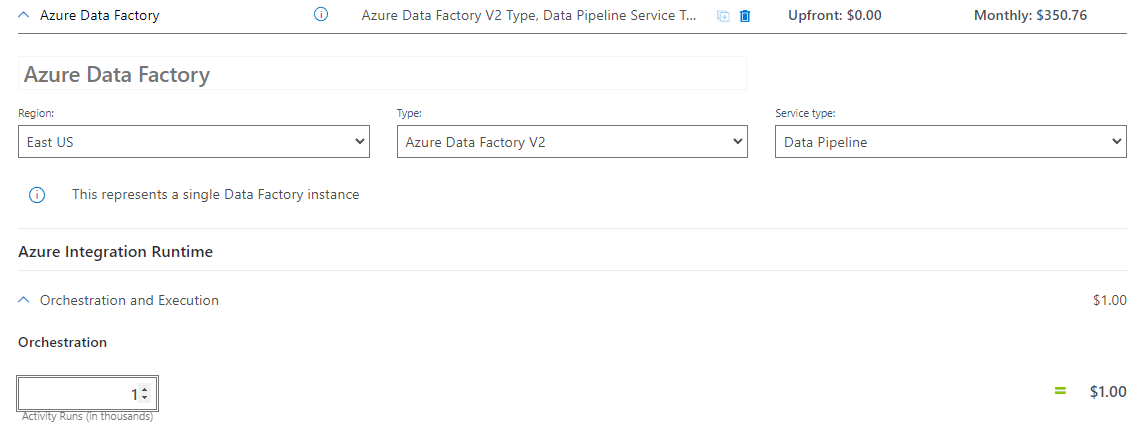 Azure Data Factory Azure Data Factory V2 Type, Data Pipeline Service T... Upfront: $0.00 Monthly: $350.76
Azure Data Factory
Region: Type: Service type:
East US Azure Data Factory V2 Data Pipeline
This represents a single Data Factory instance
Azure Integration Runtime
Orchestration and Execution $1.00
Orchestration
1 = $1.00
Activity Runs (in thousands)